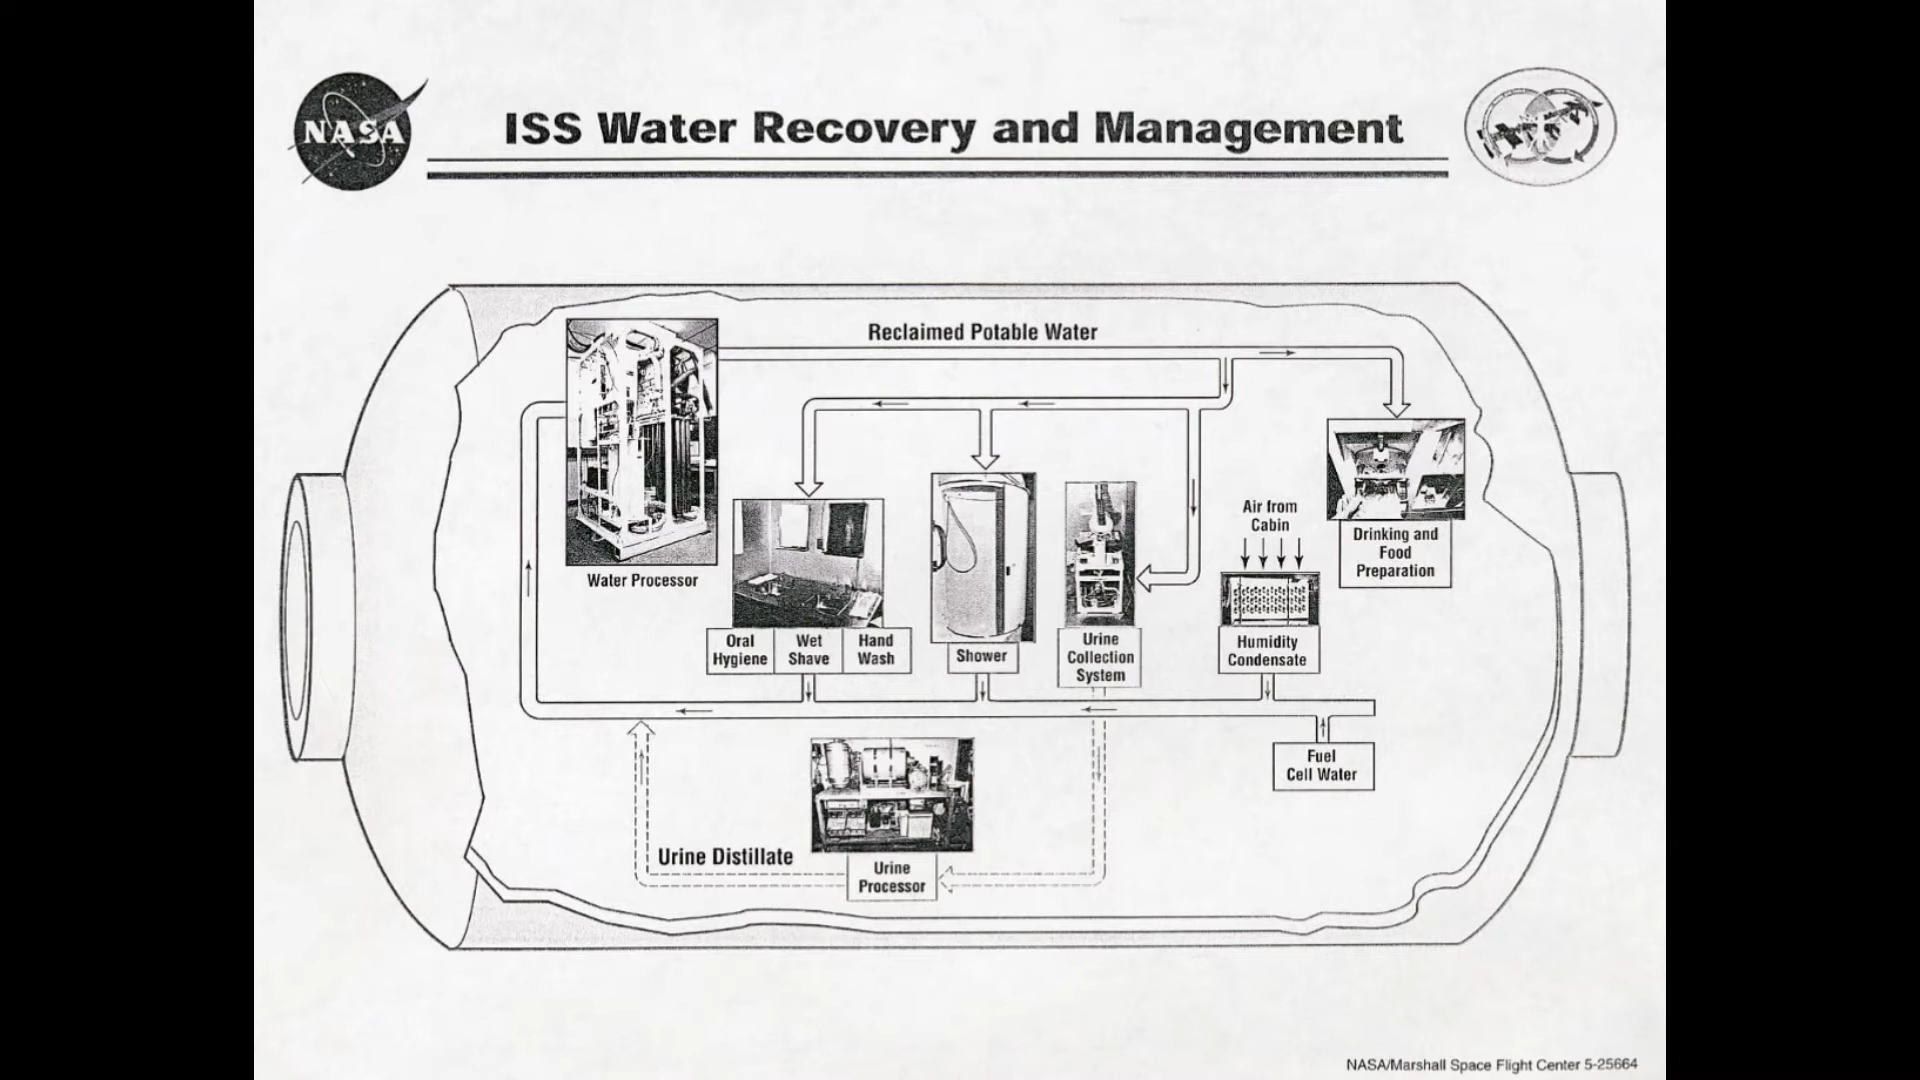 NASA
ISS Water Recovery and Management
Reclaimed Potable Water
Water Processor
Oral
Hygiene
Wet
Shave
Hand
Wash
Shower
Urine
Collection
System
Air from
Cabin
Humidity
Condensate
Drinking and
Food
Preparation
Fuel
Cell Water
Urine Distillate
Urine
Processor
NASA/Marshall Space Flight Center 5-25664